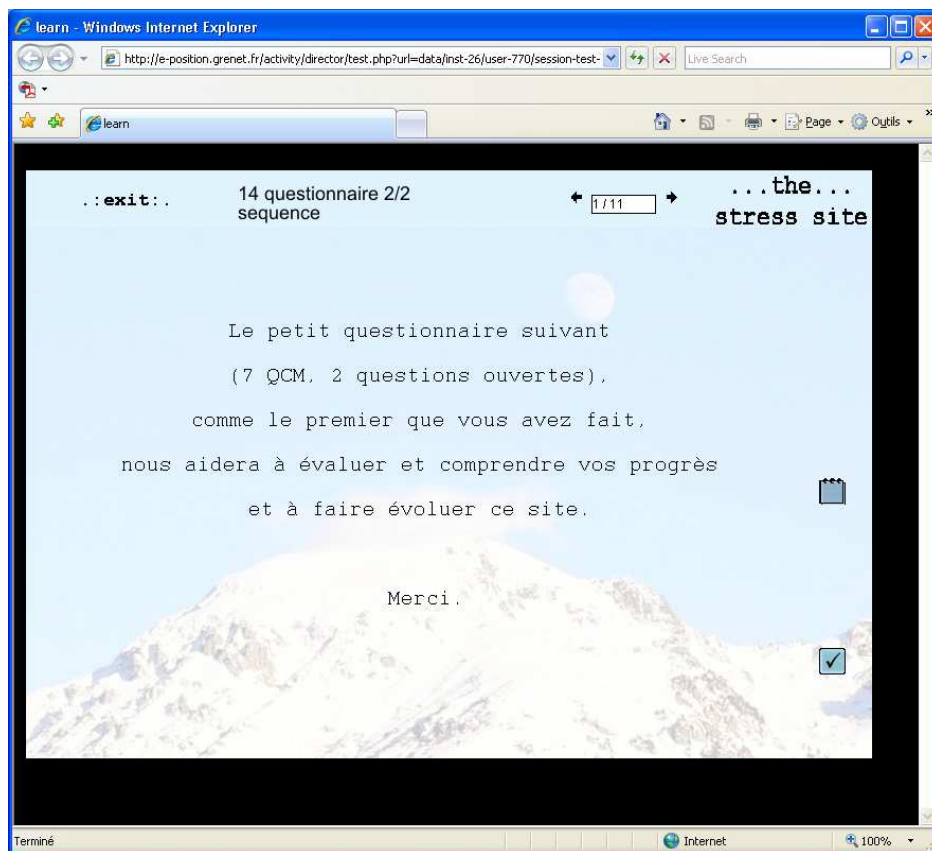 learn - Windows Internet Explorer
http://e-position.grenet.fr/activity/director/test.php?url=data/inst-26/user-770/session-test-
Live Search
learn
Page
Outils
»
.:exit:.
14 questionnaire 2/2
sequence
1 / 11
...the...
stress site
Le petit questionnaire suivant
(7 QCM, 2 questions ouvertes),
comme le premier que vous avez fait,
nous aidera à évaluer et comprendre vos progrès
et à faire évoluer ce site.
Merci.
Terminé
Internet
100%